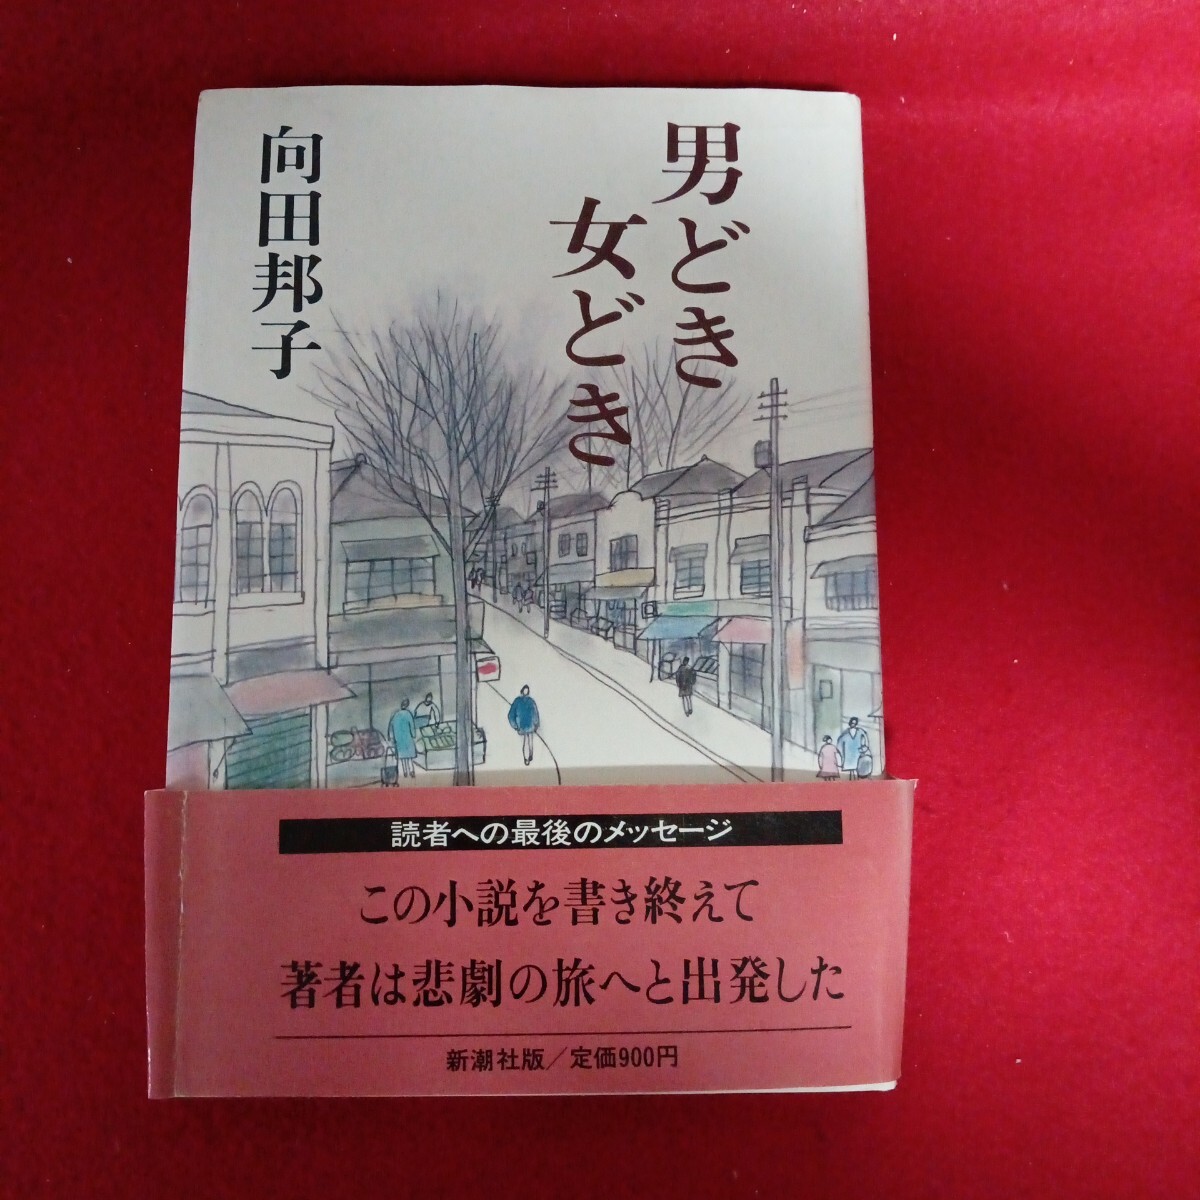 男どき
女どき
向田邦子
読者への最後のメッセージ
この小説を書き終えて
著者は悲劇の旅へと出発した
新潮社版／定価900円